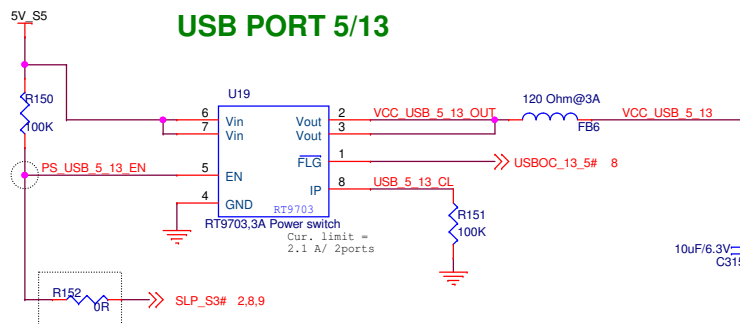 5V_S5
USB PORT 5/13
U19
120 Ohm@3A
R150
100K
6 Vin
7 Vin
Vout 2
Vout 3
VCC_USB_5_13_OUT
FB6
VCC_USB_5_13
PS_USB_5_13_EN
5 EN
FLG 1
USBOC_13_5# 8
4 GND
IP 8
USB_5_13_CL
RT9703
RT9703,3A Power switch
Cur. limit =
2.1 A/ 2ports
R151
100K
10uF/6.3V
C315
R152
0R
SLP_S3# 2,8,9